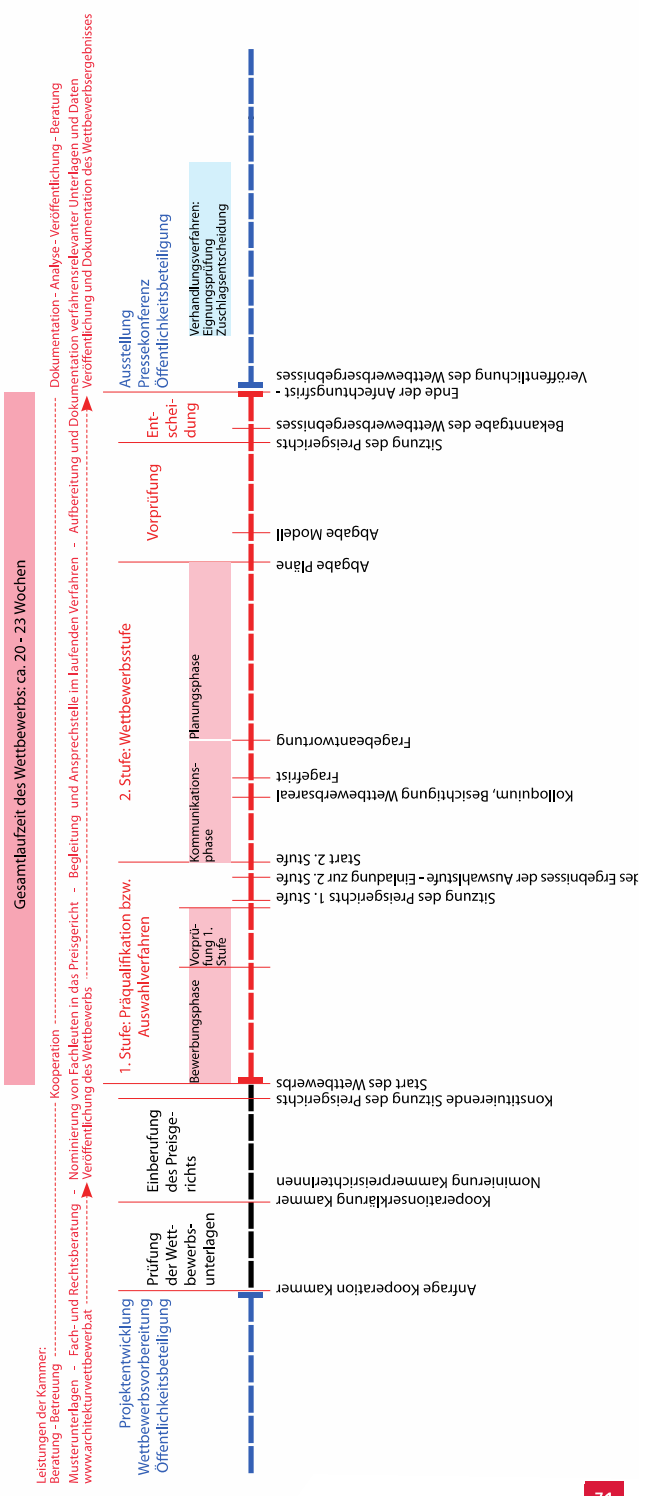 Gesamtlaufzeit des Wettbewerbs: ca. 20 - 23 Wochen
Leistungen der Kammer:
Beratung - Betreuung
Kooperation
Dokumentation - Analyse - Veröffentlichung - Beratung
Musterunterlagen - Fach- und Rechtsberatung - Nominierung von Fachleuten in das Preisgericht - Begleitung und Ansprechstelle im laufenden Verfahren - Aufbereitung und Dokumentation verfahrensrelevanter Unterlagen und Daten
www.architekturwettbewerb.at
Veröffentlichung des Wettbewerbs
Veröffentlichung und Dokumentation des Wettbewerbsergebnisses
Projektentwicklung
Wettbewerbsvorbereitung
Öffentlichkeitsbeteiligung
Prüfung
der Wett-
bewerbs-
unterlagen
Einberufung
des Preisge-
richts
1. Stufe: Präqualifikation bzw.
Auswahlverfahren
Bewerbungsphase
Vorprü-
fung 1.
Stufe
2. Stufe: Wettbewerbsstufe
Kommunikations-
phase
Planungsphase
Vorprüfung
Ent-
schei-
dung
Ausstellung
Pressekonferenz
Öffentlichkeitsbeteiligung
Verhandlungsverfahren:
Eignungsprüfung
Zuschlagsentscheidung
Anfrage Kooperation Kammer
Kooperationserklärung Kammer
Nominierung KammerpreisrichterInnen
Konstituierende Sitzung des Preisgerichts
Start des Wettbewerbs
Sitzung des Preisgerichts 1. Stufe
des Ergebnisses der Auswahlstufe - Einladung zur 2. Stufe
Start 2. Stufe
Kolloquium, Besichtigung Wettbewerbsareal
Fragefrist
Fragebeantwortung
Abgabe Pläne
Abgabe Modell
Sitzung des Preisgerichts
Bekanntgabe des Wettbewerbsergebnisses
Ende der Anfechtungsfrist -
Veröffentlichung des Wettbewerbsergebnisses